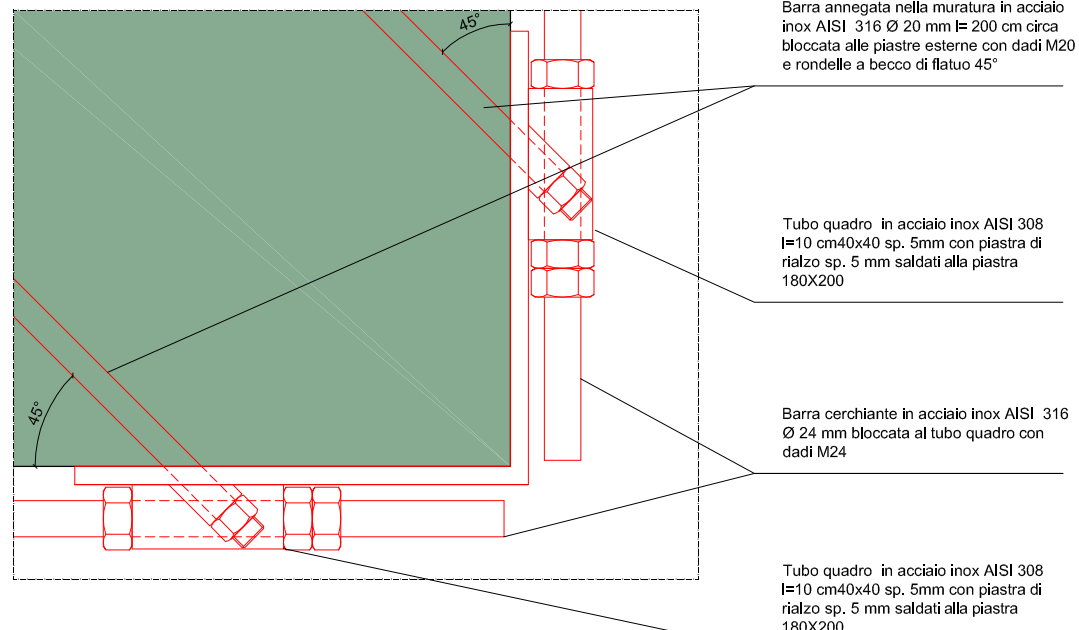 Barra annegata nella muratura in acciaio
inox AISI 316 Ø 20 mm l= 200 cm circa
bloccata alle piastre esterne con dadi M20
e rondelle a becco di flatuo 45°
45°
Tubo quadro in acciaio inox AISI 308
l=10 cm40x40 sp. 5mm con piastra di
rialzo sp. 5 mm saldati alla piastra
180X200
45°
Barra cerchiante in acciaio inox AISI 316
Ø 24 mm bloccata al tubo quadro con
dadi M24
Tubo quadro in acciaio inox AISI 308
l=10 cm40x40 sp. 5mm con piastra di
rialzo sp. 5 mm saldati alla piastra
180X200